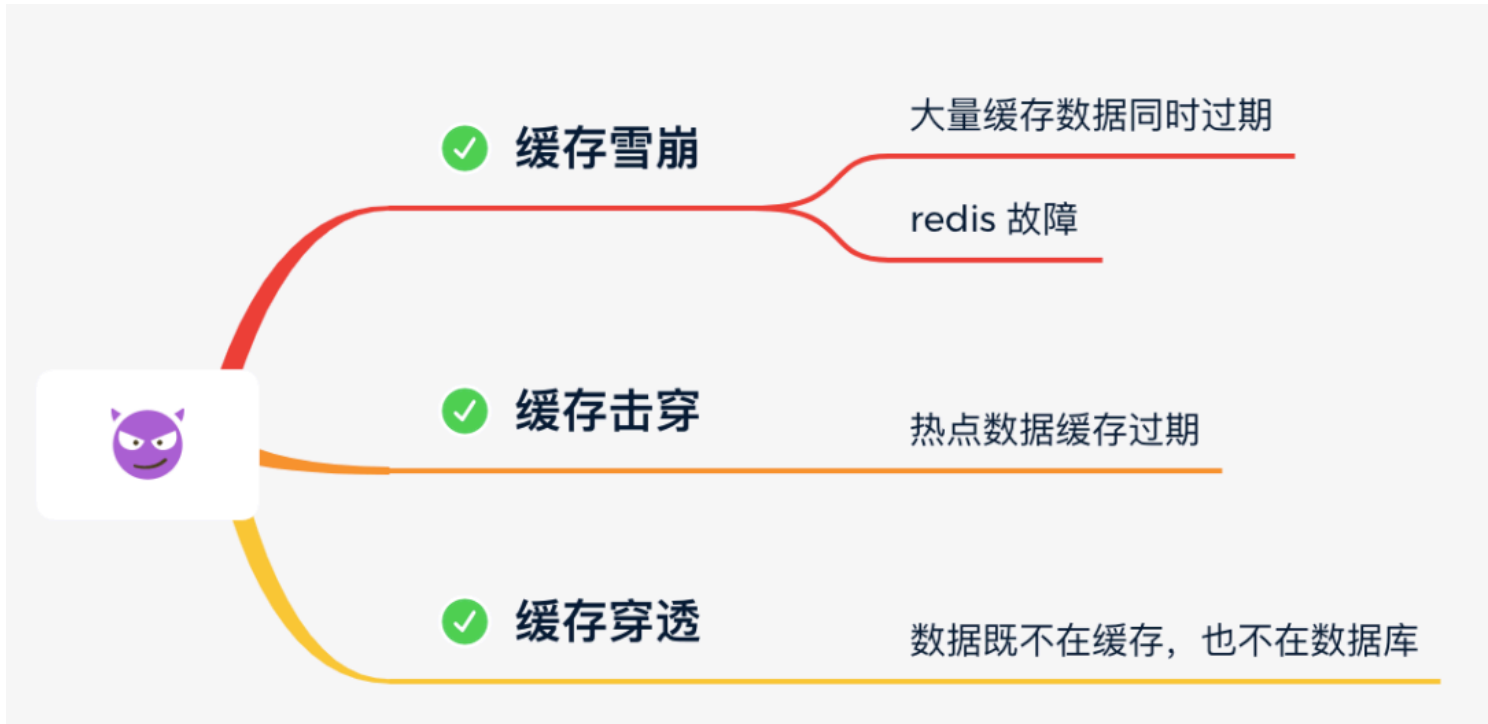 缓存雪崩
大量缓存数据同时过期
redis 故障
缓存击穿
热点数据缓存过期
缓存穿透
数据既不在缓存，也不在数据库